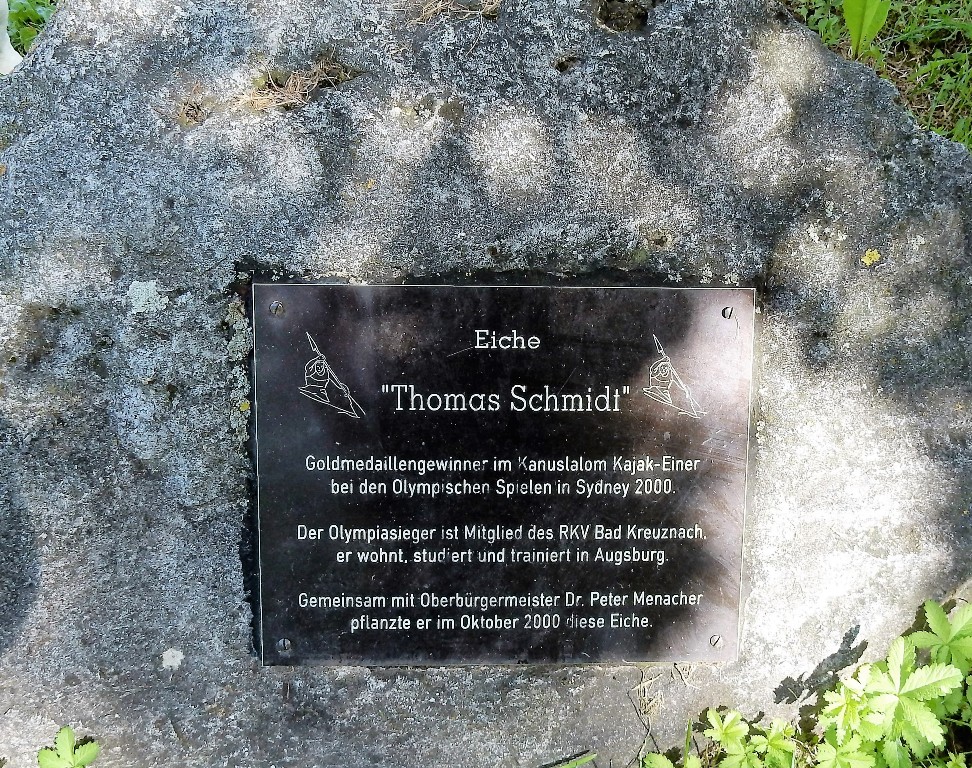 Eiche
"Thomas Schmidt"
Goldmedaillengewinner im Kanuslalom Kajak-Einer
bei den Olympischen Spielen in Sydney 2000.
Der Olympiasieger ist Mitglied des RKV Bad Kreuznach,
er wohnt, studiert und trainiert in Augsburg.
Gemeinsam mit Oberbürgermeister Dr. Peter Menacher
pflanzte er im Oktober 2000 diese Eiche.